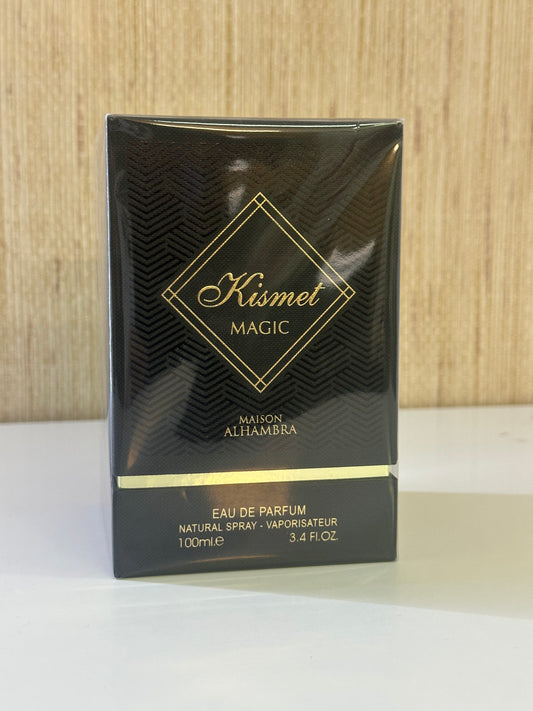 Kismet
MAGIC
MAISON
ALHAMBRA
EAU DE PARFUM
NATURAL SPRAY - VAPORISATEUR
100ml.e 3.4 Fl.OZ.